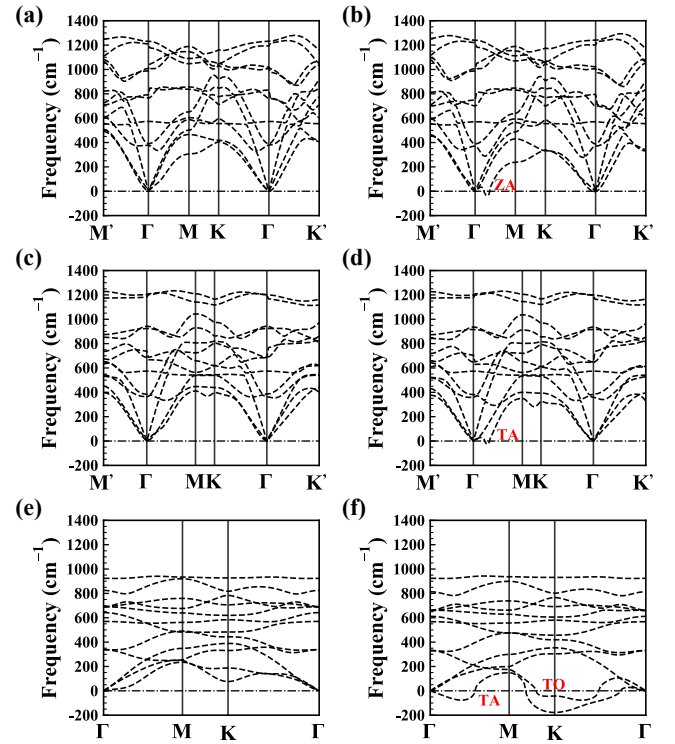 (a) (b)
Frequency (cm⁻¹) 1400 1200 1000 800 600 400 200 0 -200
M' Γ M K Γ K'
Frequency (cm⁻¹) 1400 1200 1000 800 600 400 200 0 -200
ZA
M' Γ M K Γ K'
(c) (d)
Frequency (cm⁻¹) 1400 1200 1000 800 600 400 200 0 -200
M' Γ M K Γ K'
Frequency (cm⁻¹) 1400 1200 1000 800 600 400 200 0 -200
TA
M' Γ M K Γ K'
(e) (f)
Frequency (cm⁻¹) 1400 1200 1000 800 600 400 200 0 -200
Γ M K Γ
Frequency (cm⁻¹) 1400 1200 1000 800 600 400 200 0 -200
TA TO
Γ M K Γ